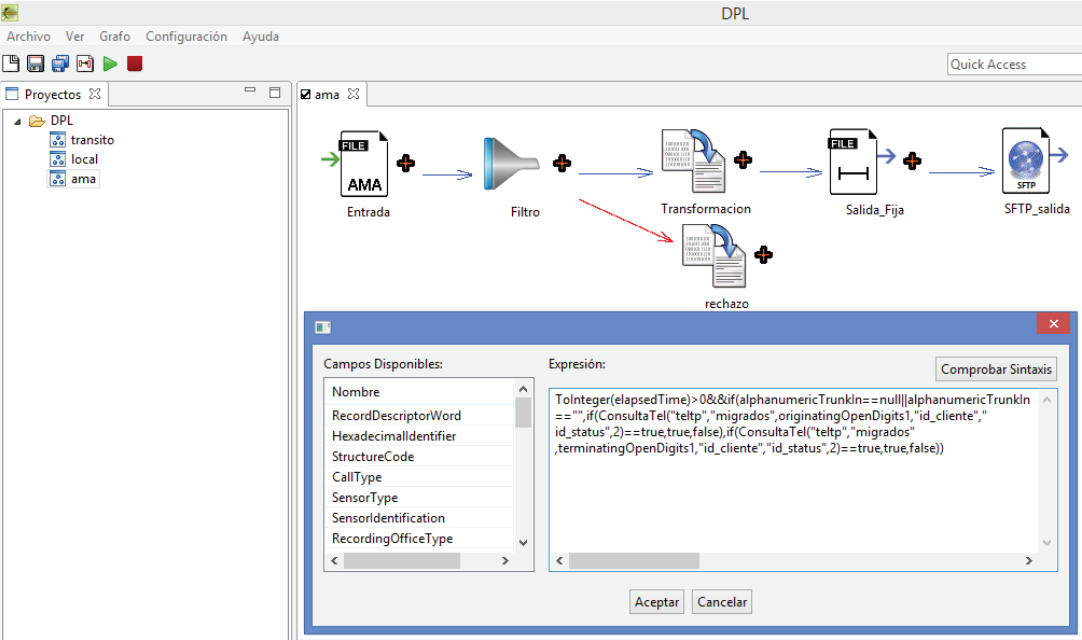 DPL
Archivo Ver Grafo Configuración Ayuda
Quick Access
Proyectos
ama
DPL
transito
local
ama
FILE
AMA
FILE
SFTP
Entrada
Filtro
Transformacion
Salida_Fija
SFTP_salida
rechazo
Campos Disponibles:
Expresión:
Comprobar Sintaxis
Nombre
RecordDescriptorWord
HexadecimalIdentifier
StructureCode
CallType
SensorType
SensorIdentification
RecordingOfficeType
ToInteger(elapsedTime)>0&&if(alphanumericTrunkIn==null||alphanumericTrunkIn
=="",if(ConsultaTel("teltp","migrados",originatingOpenDigits1,"id_cliente","
id_status",2)==true,true,false),if(ConsultaTel("teltp","migrados"
,terminatingOpenDigits1,"id_cliente","id_status",2)==true,true,false))
Aceptar
Cancelar